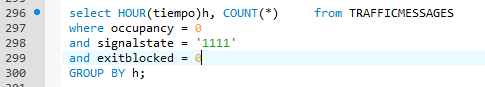 296 select HOUR(tiempo)h, COUNT(*) from TRAFFICMESSAGES
297 where occupancy = 0
298 and signalstate = '1111'
299 and exitblocked = 0
300 GROUP BY h;